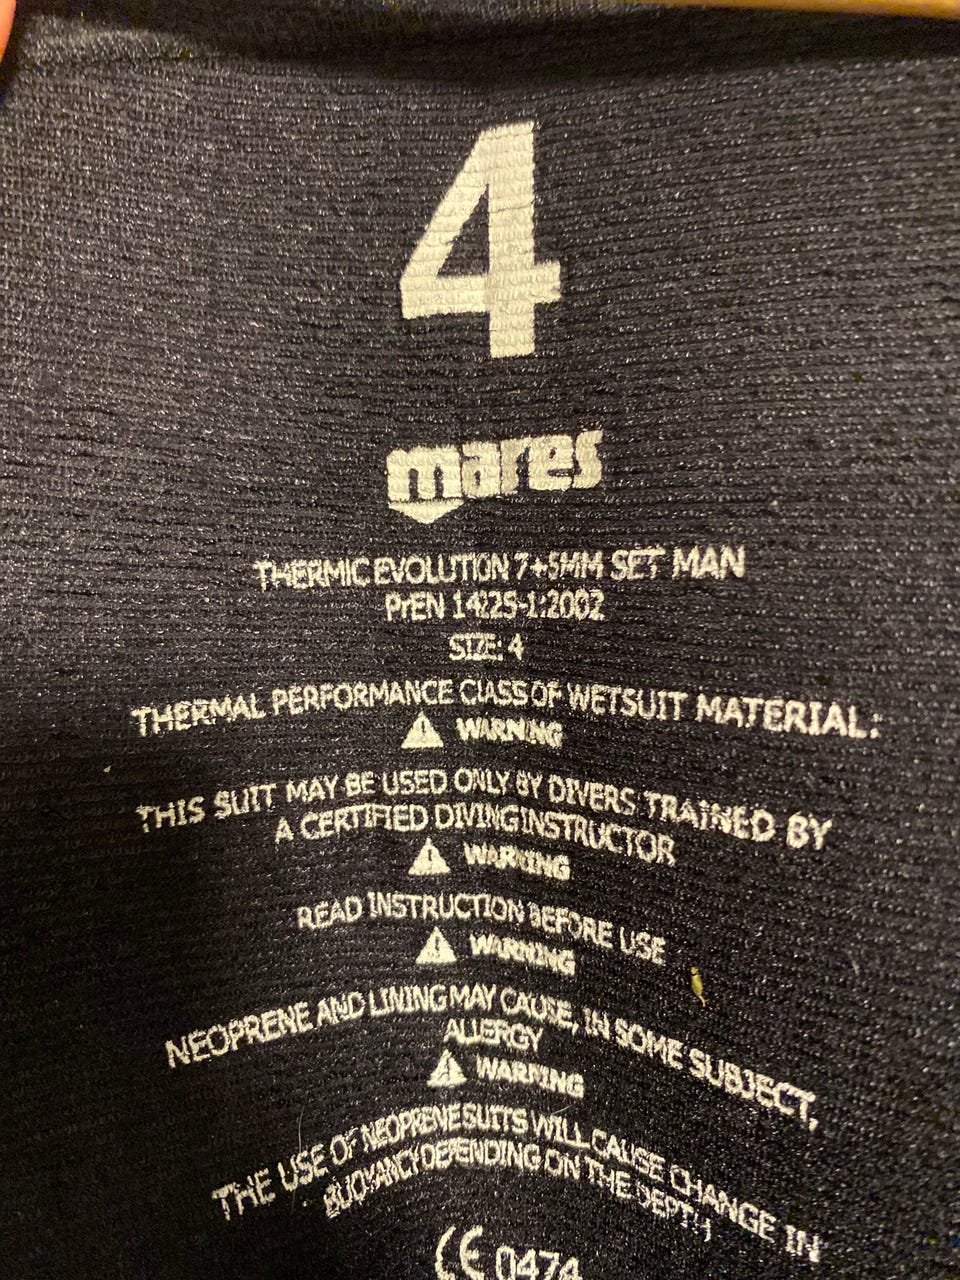 4
mares
THERMIC EVOLUTION 7+5MM SET MAN
PrEN 14225-1:2002
SIZE: 4
THERMAL PERFORMANCE CLASS OF WETSUIT MATERIAL:
WARNING
THIS SUIT MAY BE USED ONLY BY DIVERS TRAINED BY
A CERTIFIED DIVING INSTRUCTOR
WARNING
READ INSTRUCTION BEFORE USE
WARNING
NEOPRENE AND LINING MAY CAUSE, IN SOME SUBJECT,
ALLERGY
WARNING
THE USE OF NEOPRENE SUITS WILL CAUSE CHANGE IN
BUOYANCY DEPENDING ON THE DEPTH
CE 0474